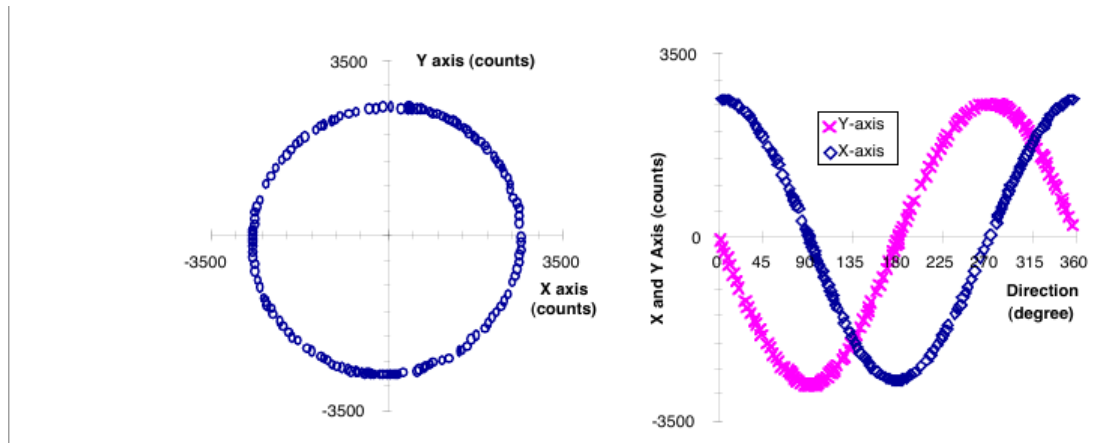 3500
Y axis (counts)
-3500
3500
X axis
(counts)
-3500
3500
X and Y Axis (counts)
Y-axis
X-axis
0
0 45 90 135 180 225 270 315 360
Direction
(degree)
-3500